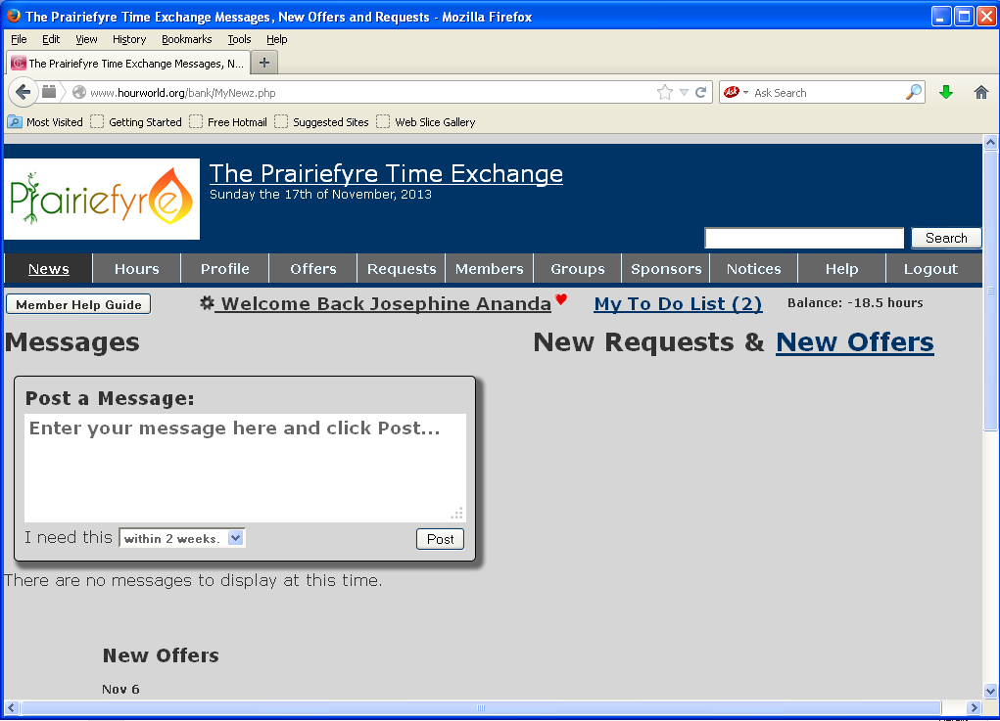 The Prairiefyre Time Exchange Messages, New Offers and Requests - Mozilla Firefox
File Edit View History Bookmarks Tools Help
The Prairiefyre Time Exchange Messages, N... +
www.hourworld.org/bank/MyNewz.php Ask Ask Search
Most Visited Getting Started Free Hotmail Suggested Sites Web Slice Gallery
Prairiefyre
The Prairiefyre Time Exchange
Sunday the 17th of November, 2013
Search
News Hours Profile Offers Requests Members Groups Sponsors Notices Help Logout
Member Help Guide Welcome Back Josephine Ananda My To Do List (2) Balance: -18.5 hours
Messages New Requests & New Offers
Post a Message:
Enter your message here and click Post...
I need this within 2 weeks. Post
There are no messages to display at this time.
New Offers
Nov 6